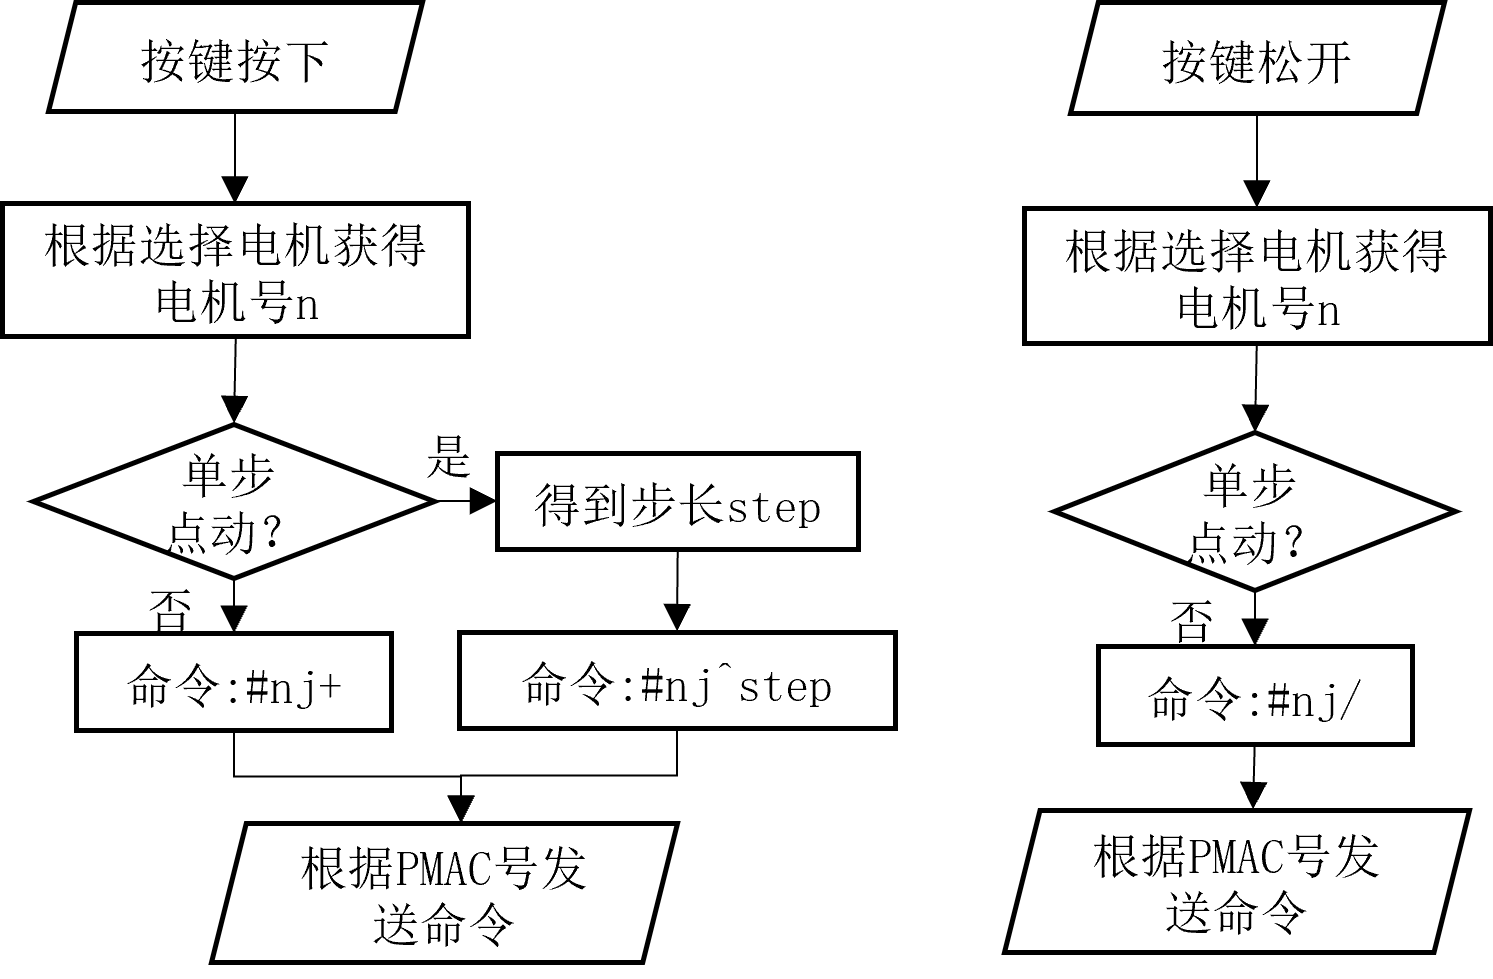 按键按下
根据选择电机获得
电机号n
单步
点动?
是
得到步长step
否
命令:#nj+
命令:#nj^step
根据PMAC号发
送命令
按键松开
根据选择电机获得
电机号n
单步
点动?
否
命令:#nj/
根据PMAC号发
送命令